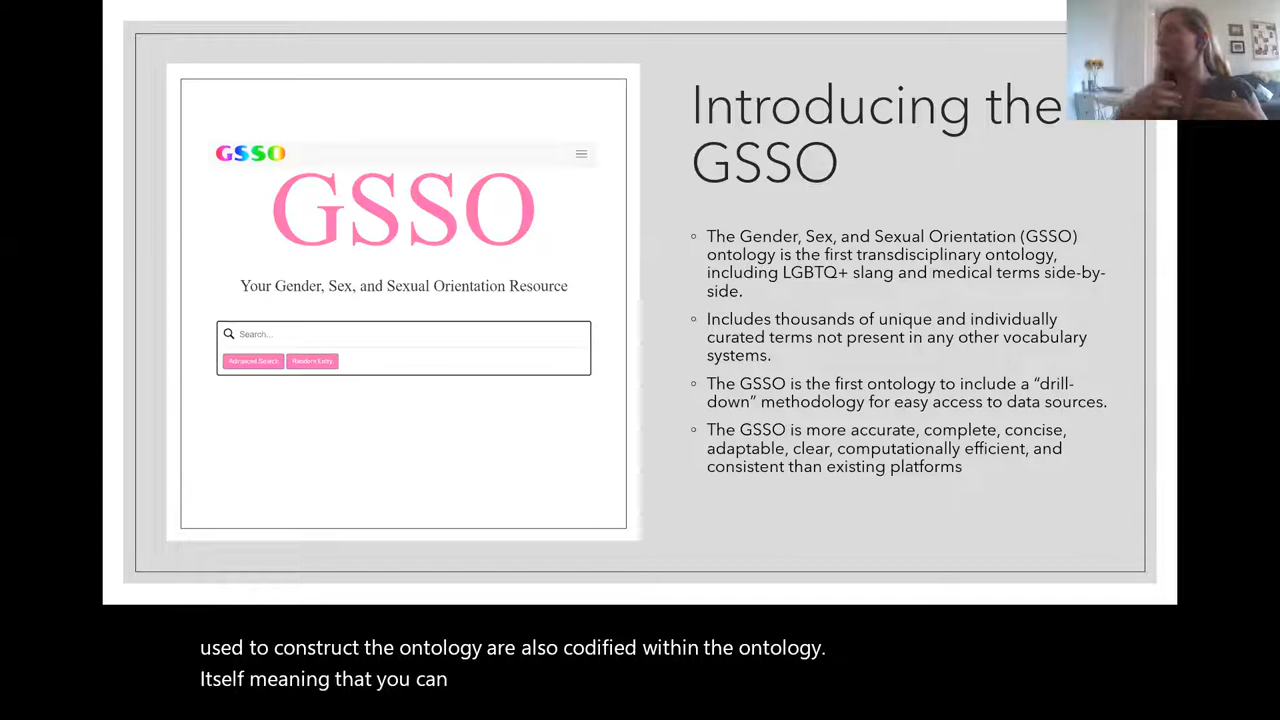 GSSO
GSSO
Your Gender, Sex, and Sexual Orientation Resource
Search...
Advanced Search Random Entry
Introducing the
GSSO
The Gender, Sex, and Sexual Orientation (GSSO)
ontology is the first transdisciplinary ontology,
including LGBTQ+ slang and medical terms side-by-
side.
Includes thousands of unique and individually
curated terms not present in any other vocabulary
systems.
The GSSO is the first ontology to include a “drill-
down” methodology for easy access to data sources.
The GSSO is more accurate, complete, concise,
adaptable, clear, computationally efficient, and
consistent than existing platforms
used to construct the ontology are also codified within the ontology.
Itself meaning that you can